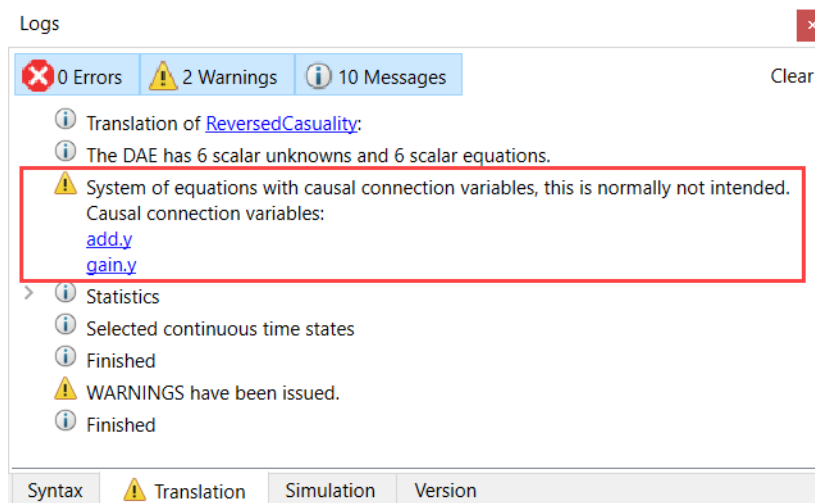 Logs
0 Errors
2 Warnings
10 Messages
Clear
Translation of ReversedCasuality:
The DAE has 6 scalar unknowns and 6 scalar equations.
System of equations with causal connection variables, this is normally not intended.
Causal connection variables:
add.y
gain.y
Statistics
Selected continuous time states
Finished
WARNINGS have been issued.
Finished
Syntax
Translation
Simulation
Version